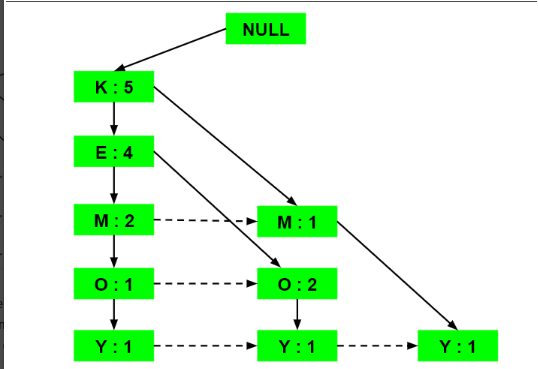 NULL
K : 5
E : 4
M : 2
M : 1
O : 1
O : 2
Y : 1
Y : 1
Y : 1